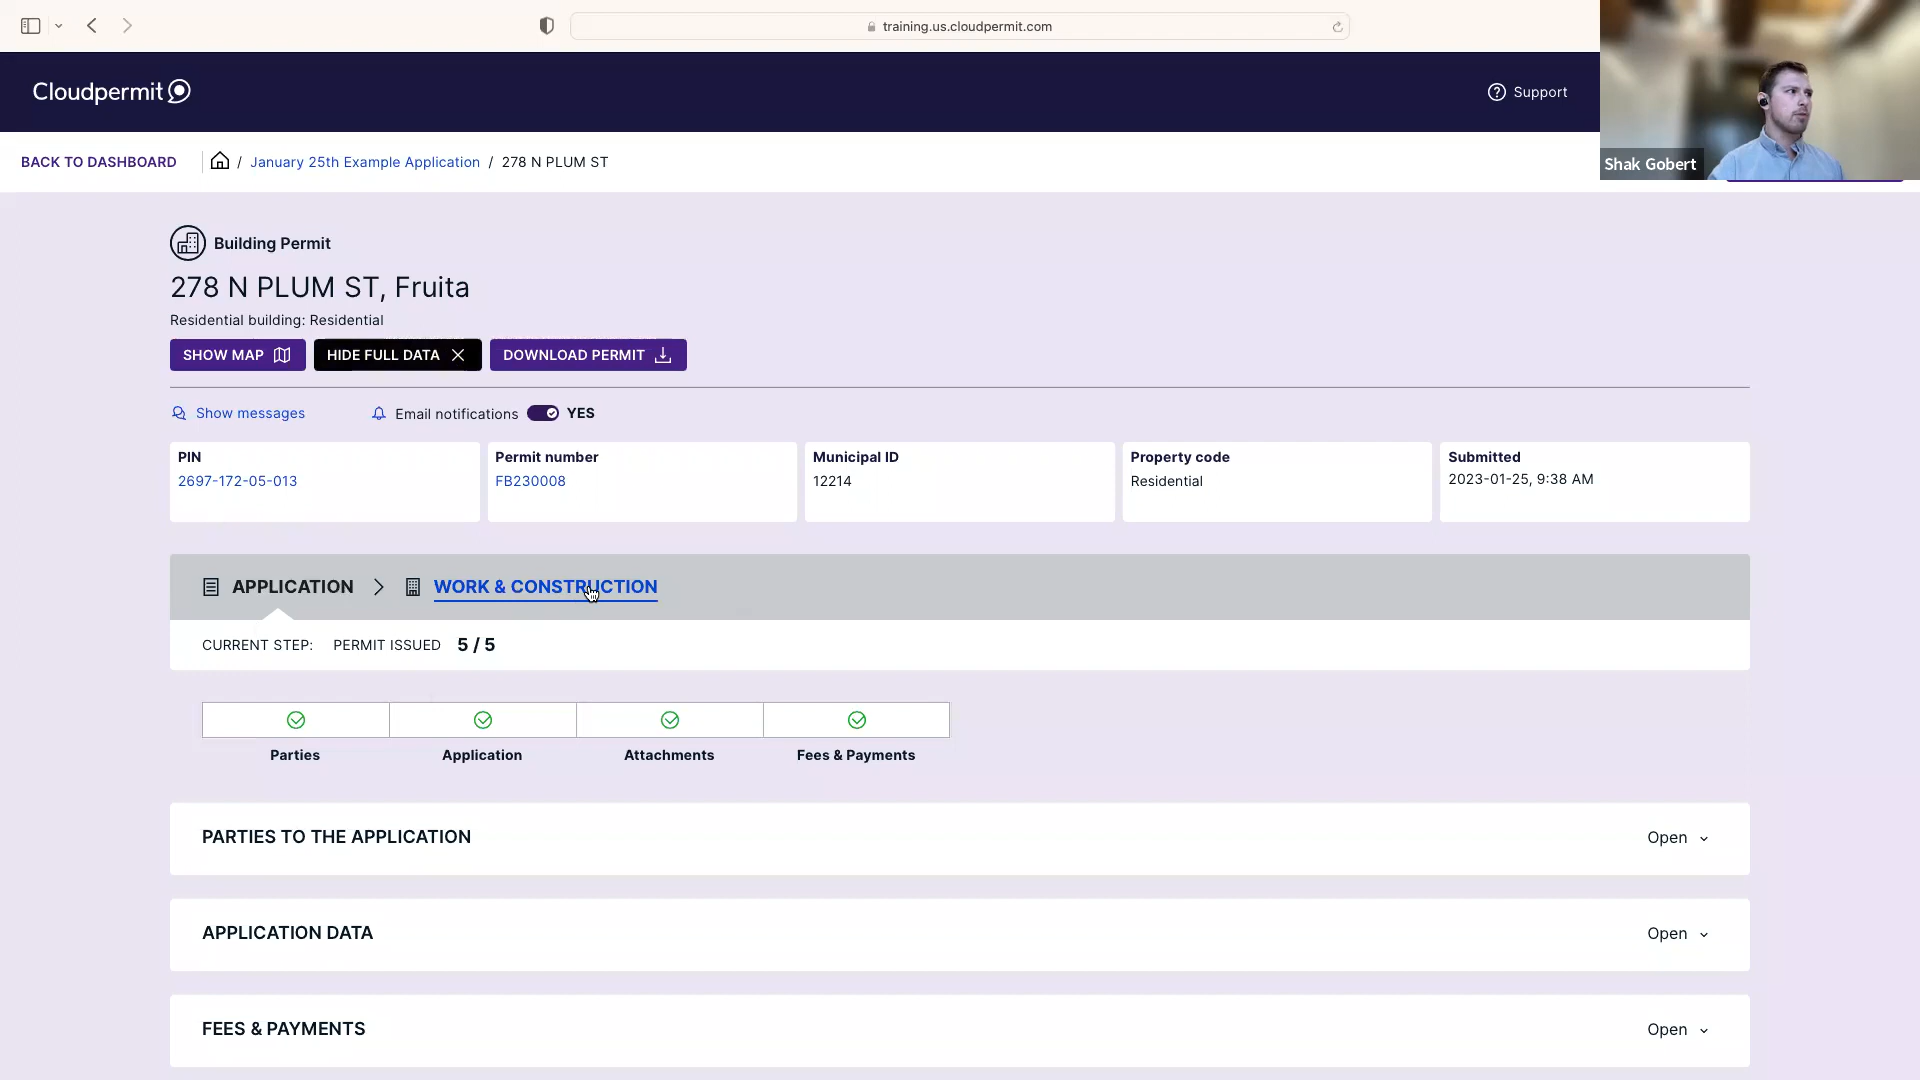 training.us.cloudpermit.com
Cloudpermit
Support
Shak Gobert
BACK TO DASHBOARD / January 25th Example Application / 278 N PLUM ST
Building Permit
278 N PLUM ST, Fruita
Residential building: Residential
SHOW MAP HIDE FULL DATA DOWNLOAD PERMIT
Show messages Email notifications YES
PIN Permit number Municipal ID Property code Submitted
2697-172-05-013 FB230008 12214 Residential 2023-01-25, 9:38 AM
APPLICATION WORK & CONSTRUCTION
CURRENT STEP: PERMIT ISSUED 5 / 5
Parties Application Attachments Fees & Payments
PARTIES TO THE APPLICATION Open
APPLICATION DATA Open
FEES & PAYMENTS Open